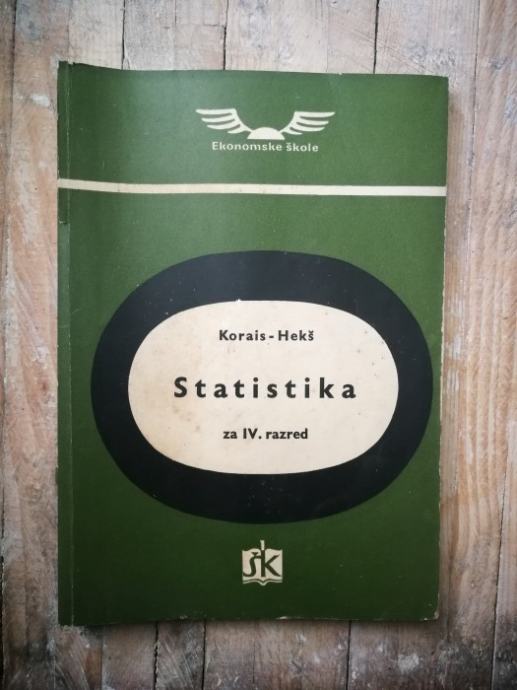 Ekonomske škole
Korais-Hekš
Statistika
za IV. razred
ŠK